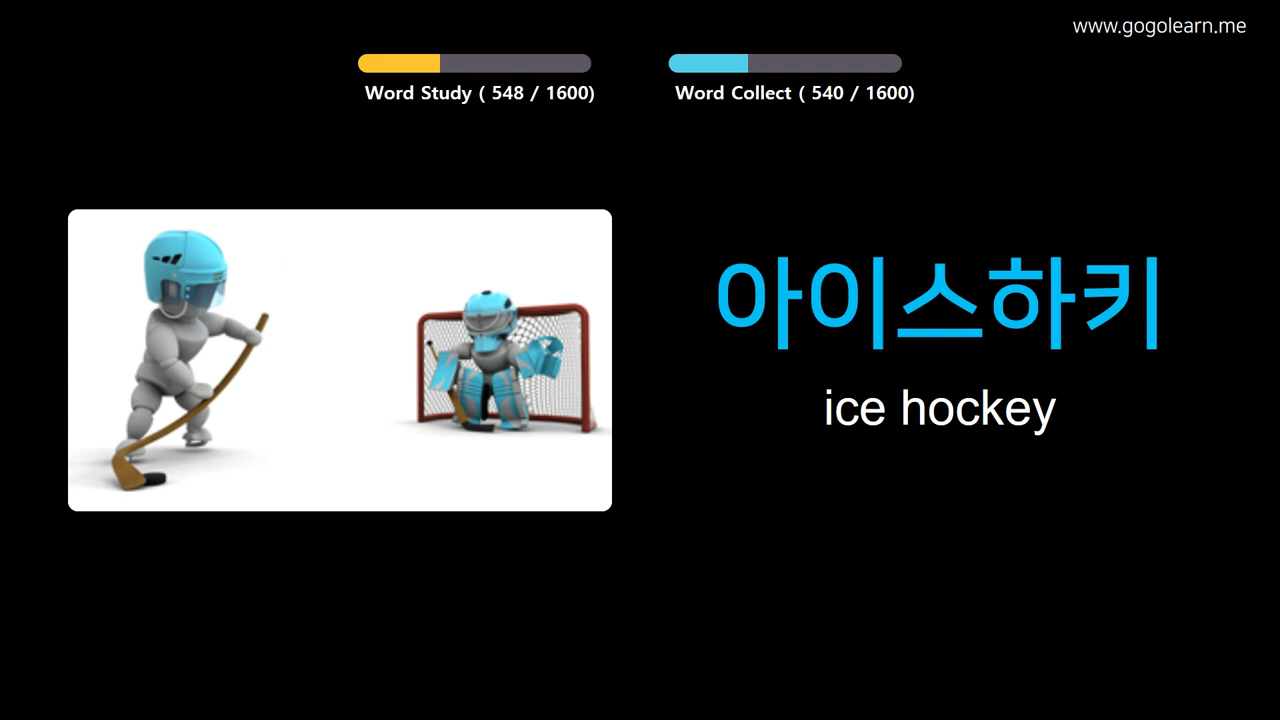 www.gogolearn.me
Word Study ( 548 / 1600)
Word Collect ( 540 / 1600)
아이스하키
ice hockey